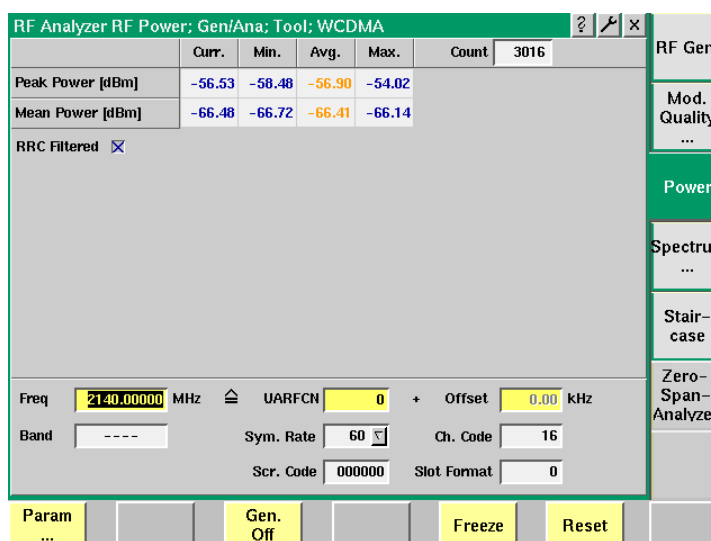 RF Analyzer RF Power; Gen/Ana; Tool; WCDMA ? ×
Curr. Min. Avg. Max. Count 3016
Peak Power [dBm] -56.53 -58.48 -56.90 -54.02
Mean Power [dBm] -66.48 -66.72 -66.41 -66.14
RRC Filtered
Freq 2140.00000 MHz ≙ UARFCN 0 + Offset 0.00 kHz
Band ---- Sym. Rate 60 Ch. Code 16
Scr. Code 000000 Slot Format 0
RF Gen
Mod.
Quality
...
Power
Spectru
...
Stair-
case
Zero-
Span-
Analyze
Param
...
Gen.
Off
Freeze
Reset